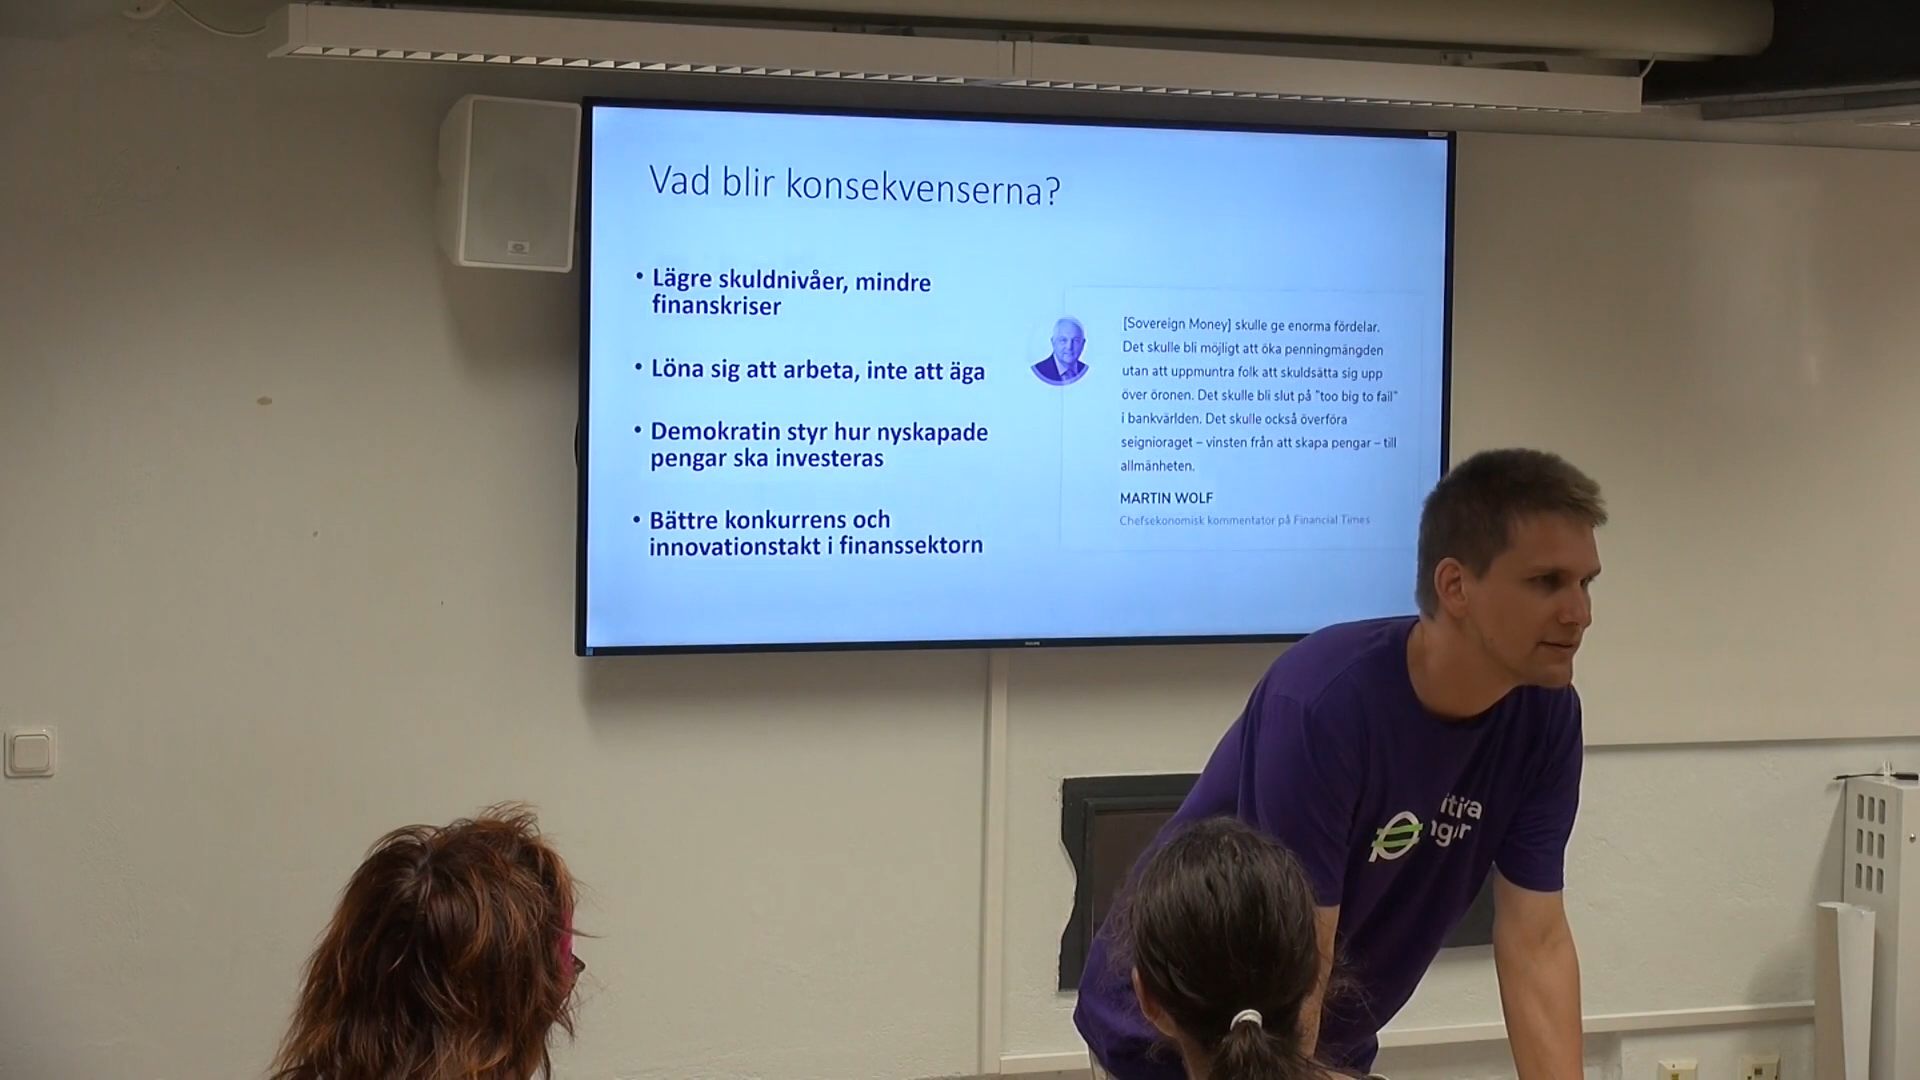 Vad blir konsekvenserna?
• Lägre skuldnivåer, mindre
finanskriser
• Löna sig att arbeta, inte att äga
• Demokratin styr hur nyskapade
pengar ska investeras
• Bättre konkurrens och
innovationstakt i finanssektorn
[Sovereign Money] skulle ge enorma fördelar.
Det skulle bli möjligt att öka penningmängden
utan att uppmuntra folk att skuldsätta sig upp
över öronen. Det skulle bli slut på "too big to fail"
i bankvärlden. Det skulle också överföra
seignioraget – vinsten från att skapa pengar – till
allmänheten.
MARTIN WOLF
Chefsekonomisk kommentator på Financial Times
itiva
ngar